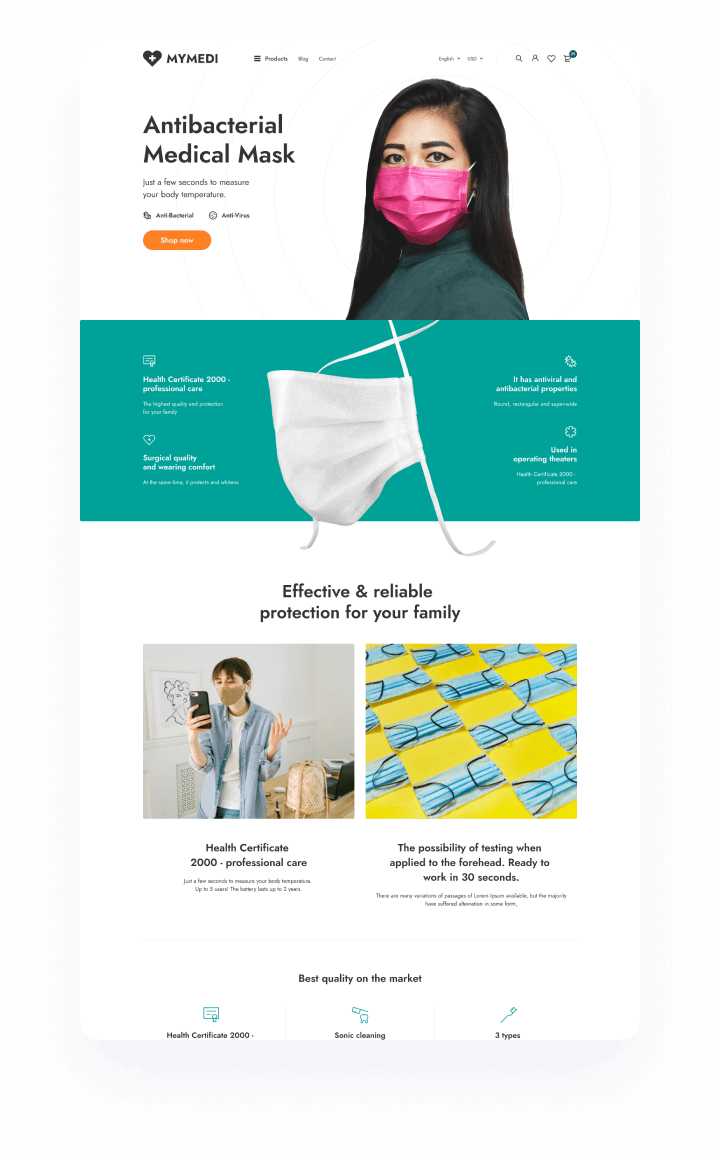 MYMEDI
Products Blog Contact
English USD
Antibacterial
Medical Mask
Just a few seconds to measure
your body temperature.
Anti-Bacterial Anti-Virus
Shop now
Health Certificate 2000 -
professional care
The highest quality and protection
for your family
Surgical quality
and wearing comfort
At the same time, it protects and whitens
It has antiviral and
antibacterial properties
Round, rectangular and super-wide
Used in
operating theaters
Health Certificate 2000 -
professional care
Effective & reliable
protection for your family
Health Certificate
2000 - professional care
Just a few seconds to measure your body temperature.
Up to 5 users! The battery lasts up to 2 years.
The possibility of testing when
applied to the forehead. Ready to
work in 30 seconds.
There are many variations of passages of Lorem Ipsum available, but the majority
have suffered altevration in some form,
Best quality on the market
Health Certificate 2000 -
Sonic cleaning
3 types